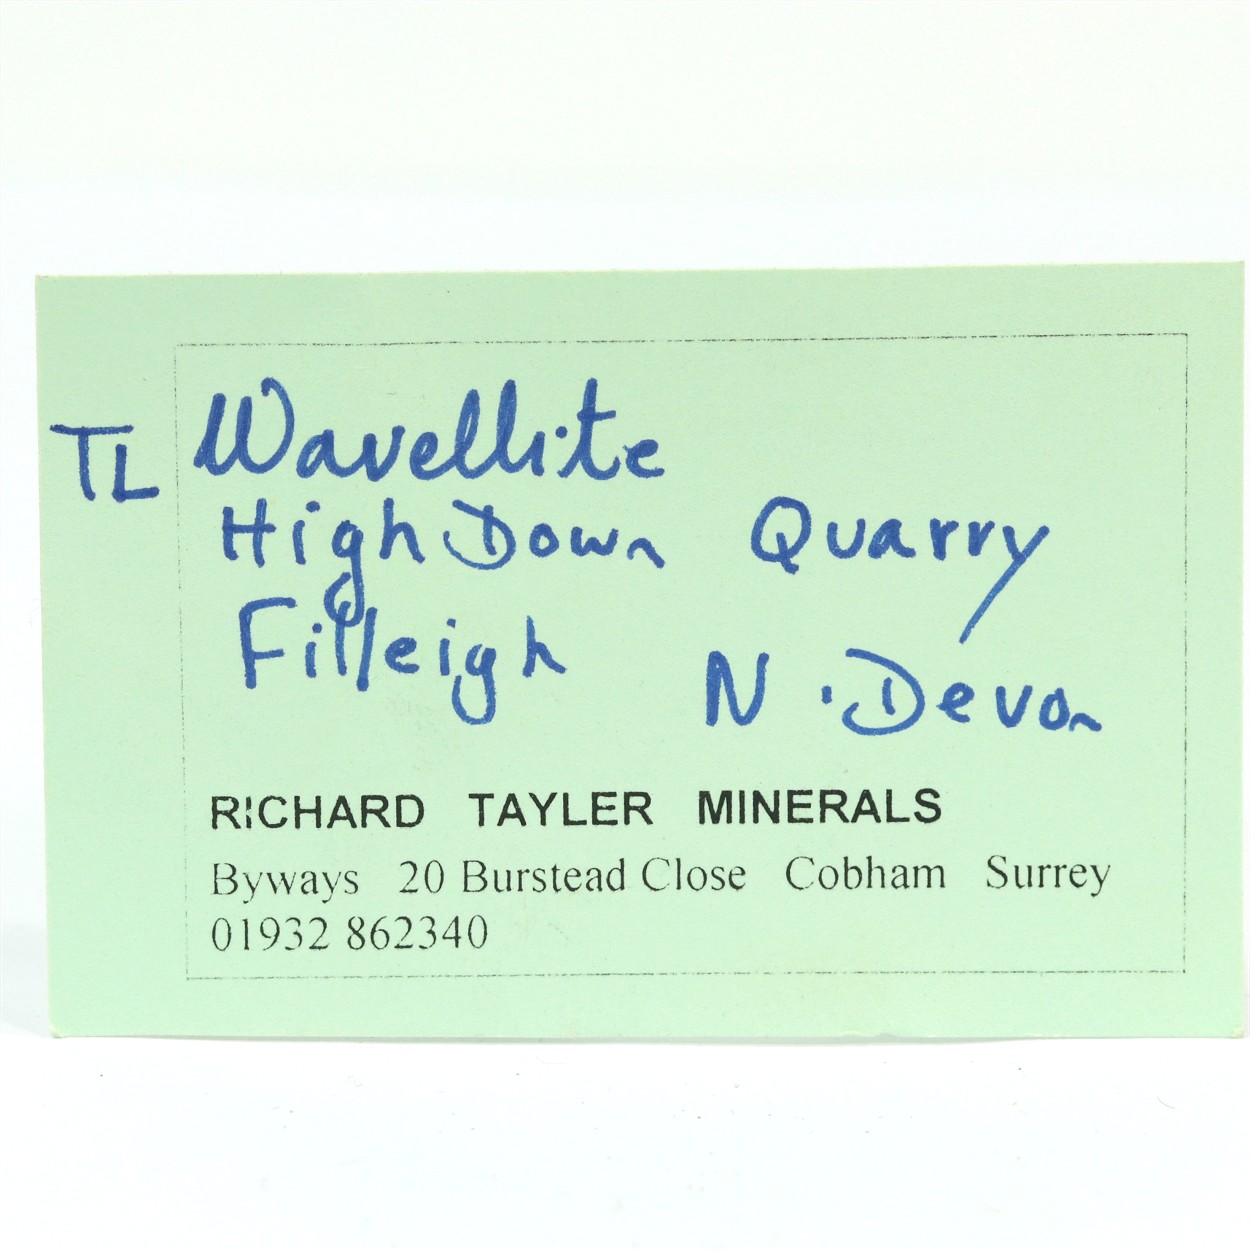 TL Wavellite
High Down Quarry
Filleigh N. Devon
RICHARD TAYLER MINERALS
Byways 20 Burstead Close Cobham Surrey
01932 862340